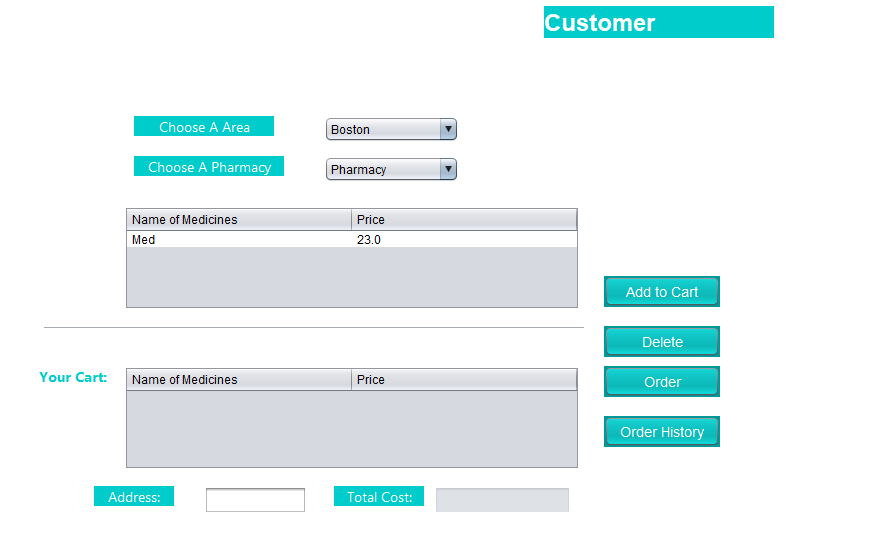 Customer
Choose A Area Boston
Choose A Pharmacy Pharmacy
Name of Medicines Price
Med 23.0
Add to Cart
Delete
Your Cart: Name of Medicines Price
Order
Order History
Address: Total Cost: